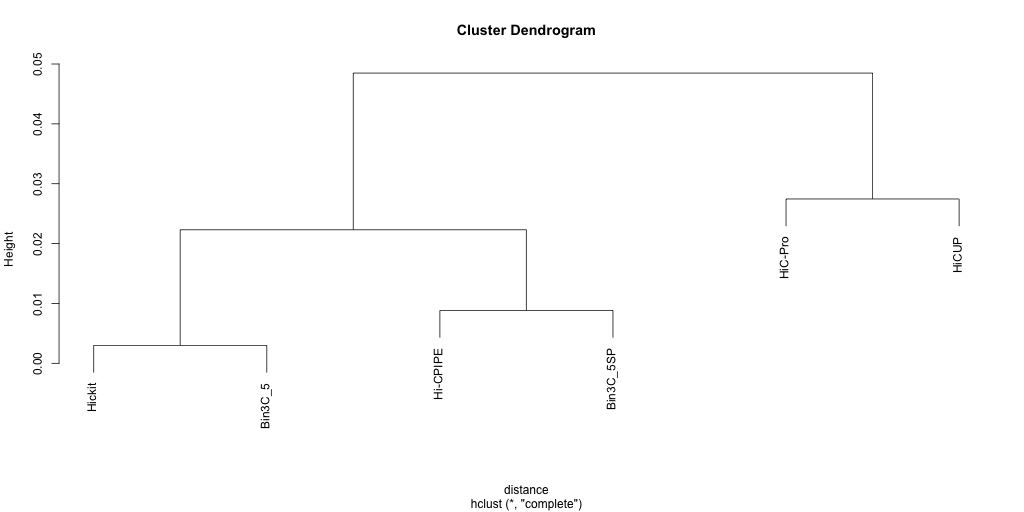 Cluster Dendrogram
Height
0.05
0.04
0.03
0.02
0.01
0.00
Hickit
Bin3C_5
Hi-CPIPE
Bin3C_5SP
HiC-Pro
HiCUP
distance
hclust (*, "complete")